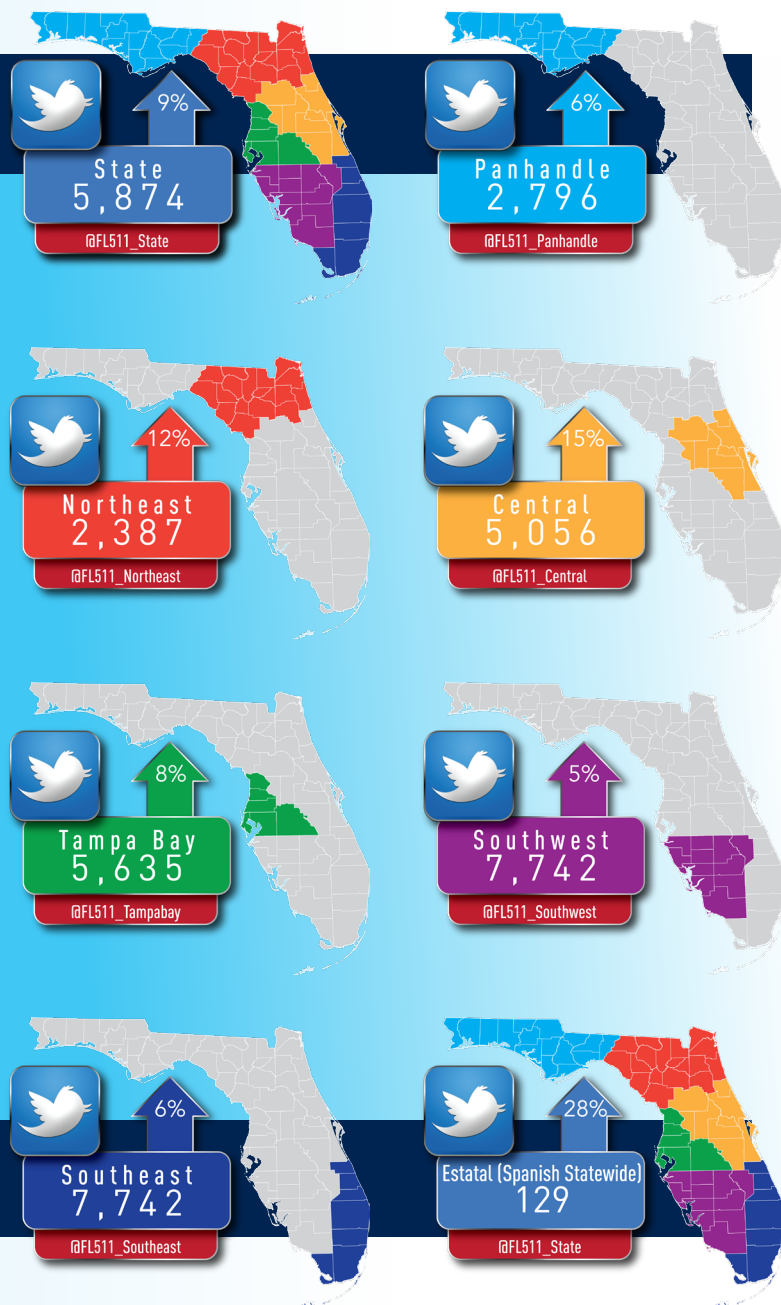 9%
State
5,874
@FL511_State
6%
Panhandle
2,796
@FL511_Panhandle
12%
Northeast
2,387
@FL511_Northeast
15%
Central
5,056
@FL511_Central
8%
Tampa Bay
5,635
@FL511_Tampabay
5%
Southwest
7,742
@FL511_Southwest
6%
Southeast
7,742
@FL511_Southeast
28%
Estatal (Spanish Statewide)
129
@FL511_State